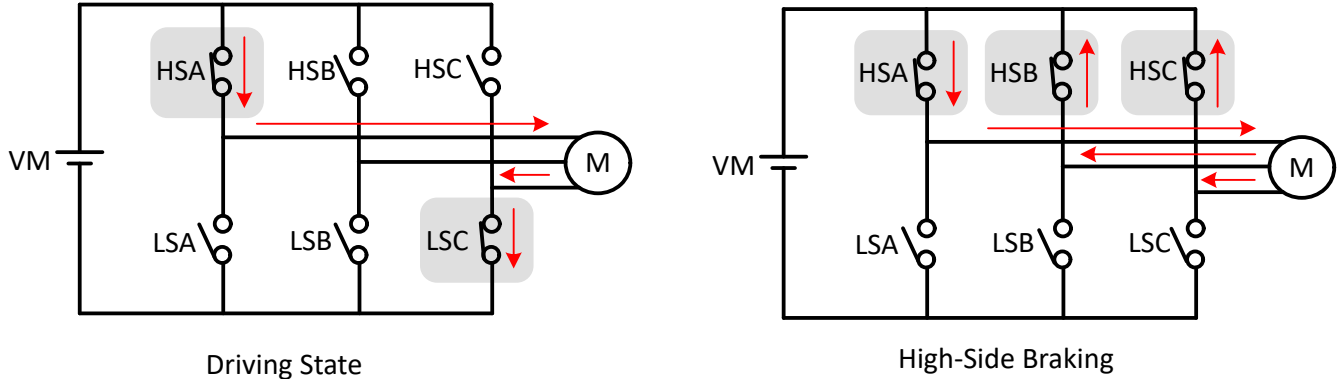 HSA HSB HSC
VM
M
LSA LSB LSC
Driving State
HSA HSB HSC
VM
M
LSA LSB LSC
High-Side Braking